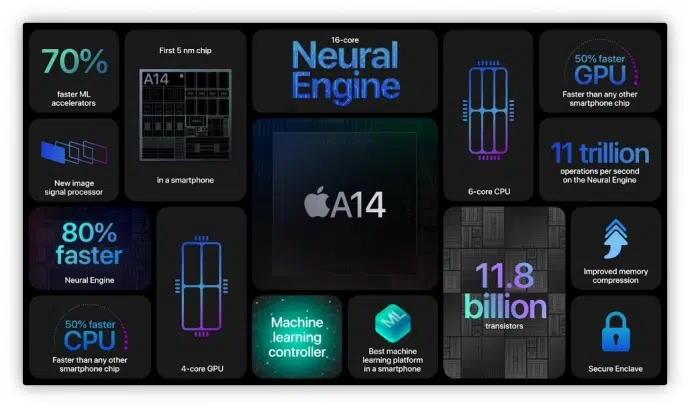 70%
faster ML
accelerators
First 5 nm chip
A14
in a smartphone
16-core
Neural
Engine
6-core CPU
50% faster
GPU
Faster than any other
smartphone chip
New image
signal processor
A14
11 trillion
operations per second
on the Neural Engine
80%
faster
Neural Engine
4-core GPU
11.8
billion
transistors
Improved memory
compression
50% faster
CPU
Faster than any other
smartphone chip
Machine
learning
controller
ML
Best machine
learning platform
in a smartphone
Secure Enclave